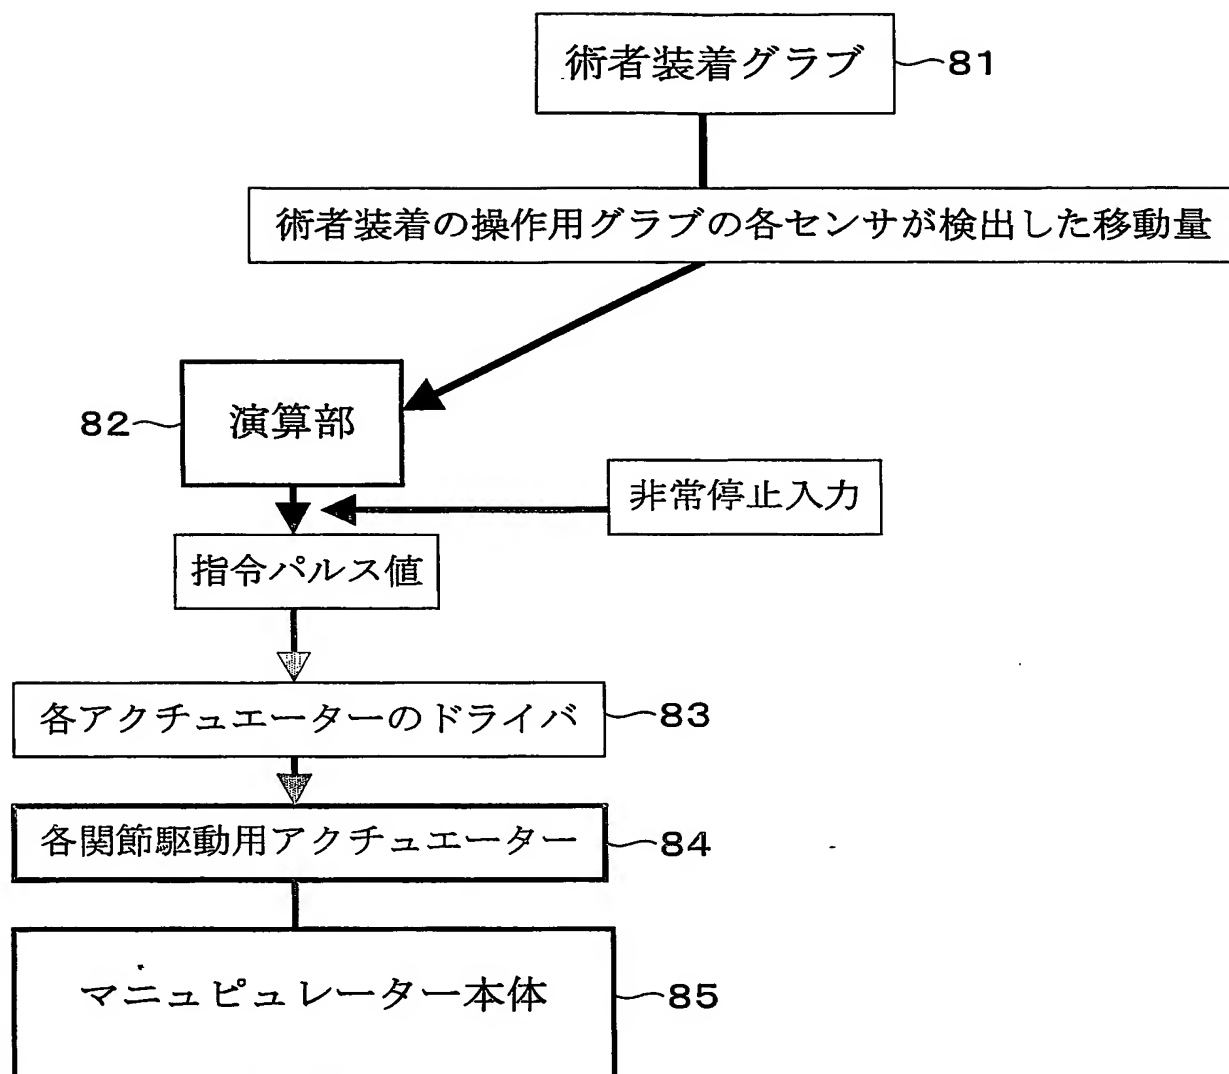 術者装着グラブ 81
術者装着の操作用グラブの各センサが検出した移動量
82 演算部
非常停止入力
指令パルス値
各アクチュエーターのドライバ 83
各関節駆動用アクチュエーター 84
マニュピュレーター本体 85